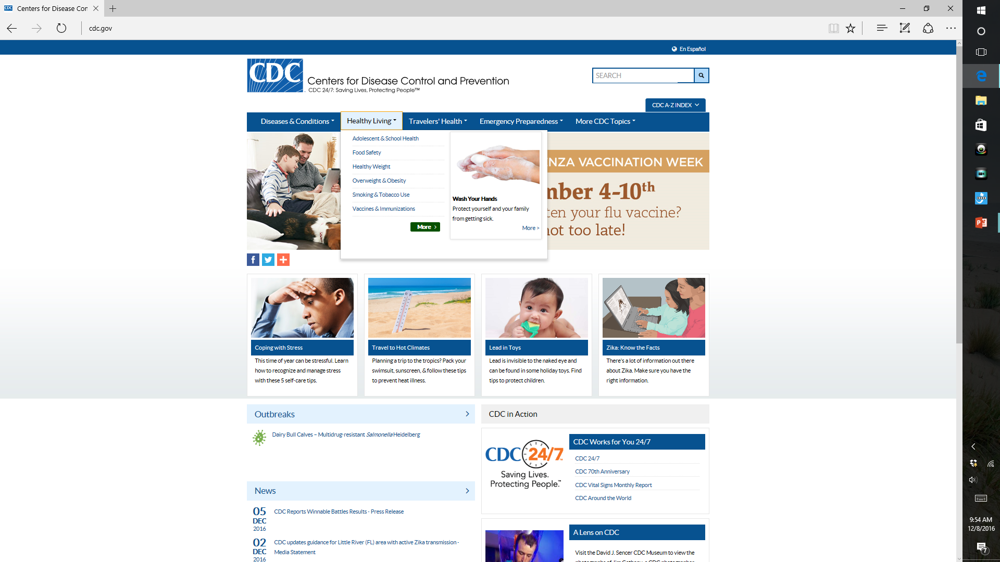 CDC Centers for Disease Con
cdc.gov
En Español
CDC
Centers for Disease Control and Prevention
CDC 24/7: Saving Lives, Protecting People™
SEARCH
CDC A-Z INDEX
Diseases & Conditions
Healthy Living
Travelers' Health
Emergency Preparedness
More CDC Topics
Adolescent & School Health
Food Safety
Healthy Weight
Overweight & Obesity
Smoking & Tobacco Use
Vaccines & Immunizations
More >
Wash Your Hands
Protect yourself and your family
from getting sick.
More >
NZA VACCINATION WEEK
mber 4-10th
ten your flu vaccine?
not too late!
Coping with Stress
This time of year can be stressful. Learn
how to recognize and manage stress
with these 5 self-care tips.
Travel to Hot Climates
Planning a trip to the tropics? Pack your
swimsuit, sunscreen, & follow these tips
to prevent heat illness.
Lead in Toys
Lead is invisible to the naked eye and
can be found in some holiday toys. Find
tips to protect children.
Zika: Know the Facts
There's a lot of information out there
about Zika. Make sure you have the
right information.
Outbreaks
Dairy Bull Calves – Multidrug-resistant Salmonella Heidelberg
News
05
DEC
2016
CDC Reports Winnable Battles Results - Press Release
02
DEC
2016
CDC updates guidance for Little River (FL) area with active Zika transmission -
Media Statement
CDC in Action
CDC 24/7™
Saving Lives.
Protecting People.™
CDC Works for You 24/7
CDC 24/7
CDC 70th Anniversary
CDC Vital Signs Monthly Report
CDC Around the World
A Lens on CDC
Visit the David J. Sencer CDC Museum to view the
9:54 AM
12/8/2016
7